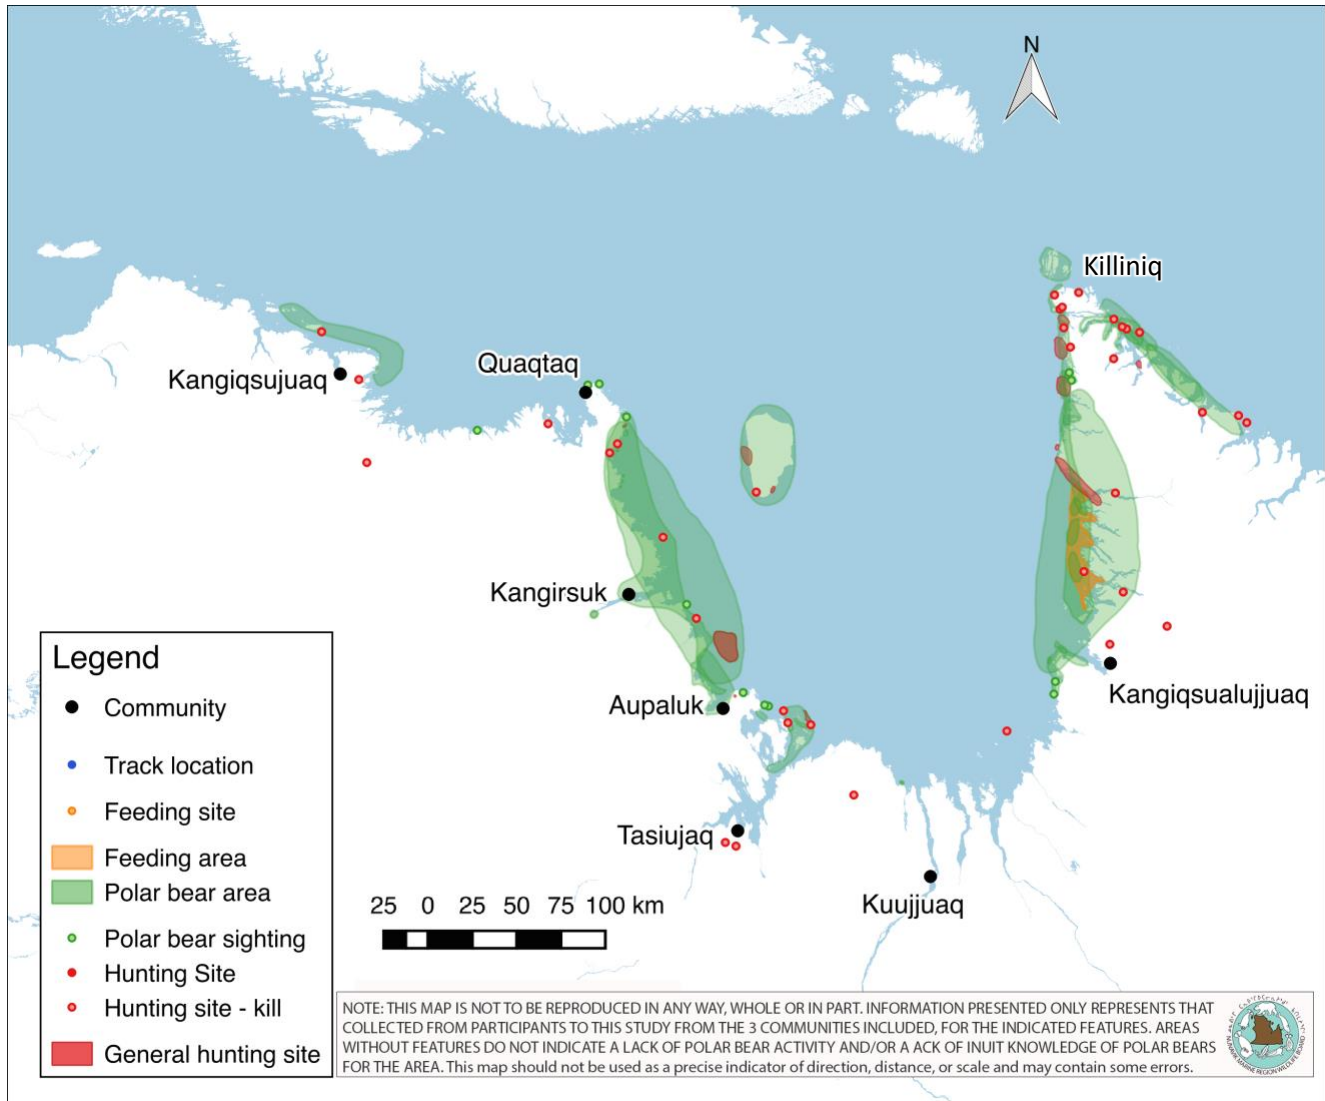 N
Killiniq
Quaqtaq
Kangiqsujuaq
Kangirsuk
Kangiqsualujjuaq
Aupaluk
Tasiujaq
Kuujjuaq
Legend
Community
Track location
Feeding site
Feeding area
Polar bear area
Polar bear sighting
Hunting Site
Hunting site - kill
General hunting site
25 0 25 50 75 100 km
NOTE: THIS MAP IS NOT TO BE REPRODUCED IN ANY WAY, WHOLE OR IN PART. INFORMATION PRESENTED ONLY REPRESENTS THAT
COLLECTED FROM PARTICIPANTS TO THIS STUDY FROM THE 3 COMMUNITIES INCLUDED, FOR THE INDICATED FEATURES. AREAS
WITHOUT FEATURES DO NOT INDICATE A LACK OF POLAR BEAR ACTIVITY AND/OR A ACK OF INUIT KNOWLEDGE OF POLAR BEARS
FOR THE AREA. This map should not be used as a precise indicator of direction, distance, or scale and may contain some errors.